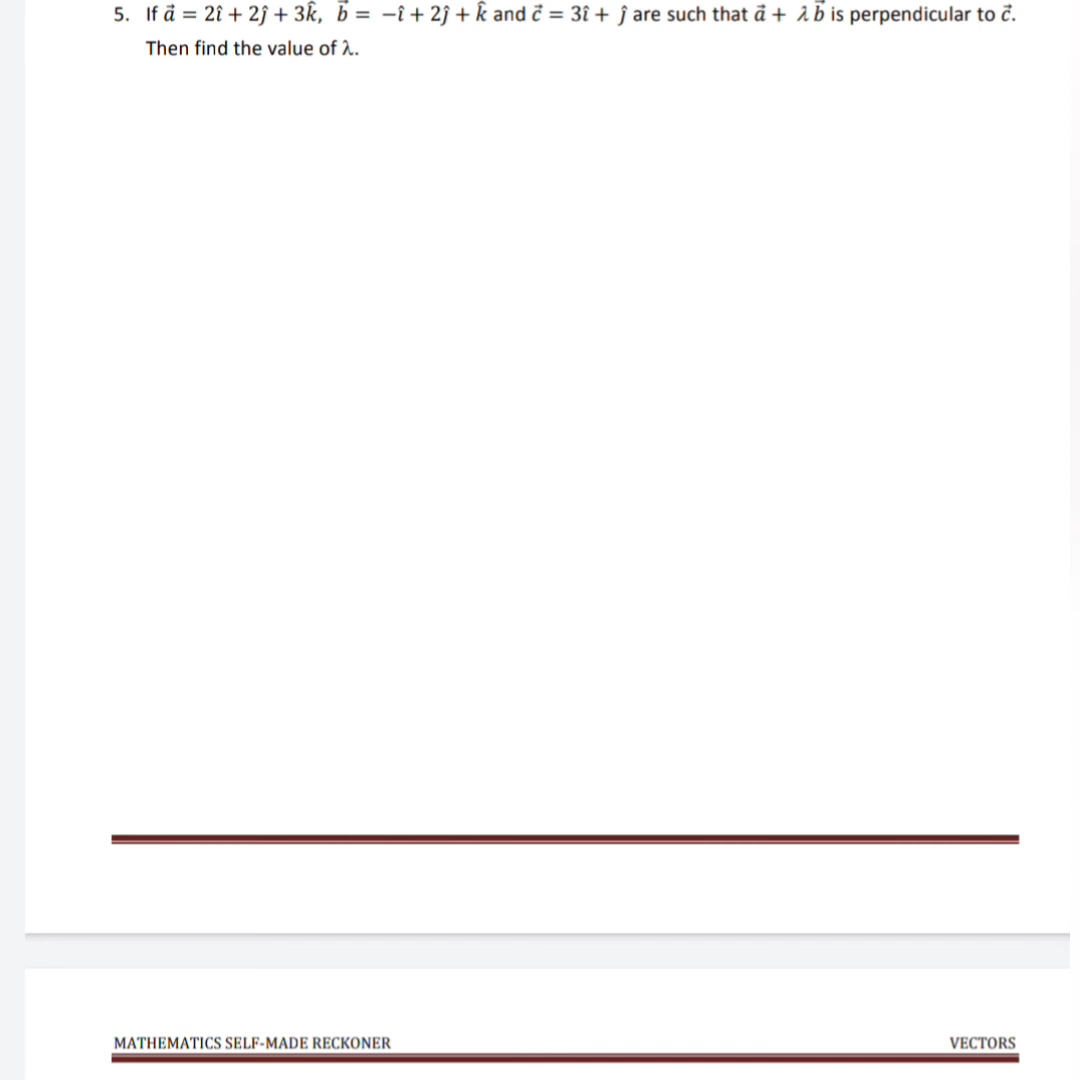 5. If a⃗ = 2î + 2ĵ + 3k̂, b⃗ = −î + 2ĵ + k̂ and c⃗ = 3î + ĵ are such that a⃗ + λb⃗ is perpendicular to c⃗.
Then find the value of λ.
MATHEMATICS SELF-MADE RECKONER VECTORS